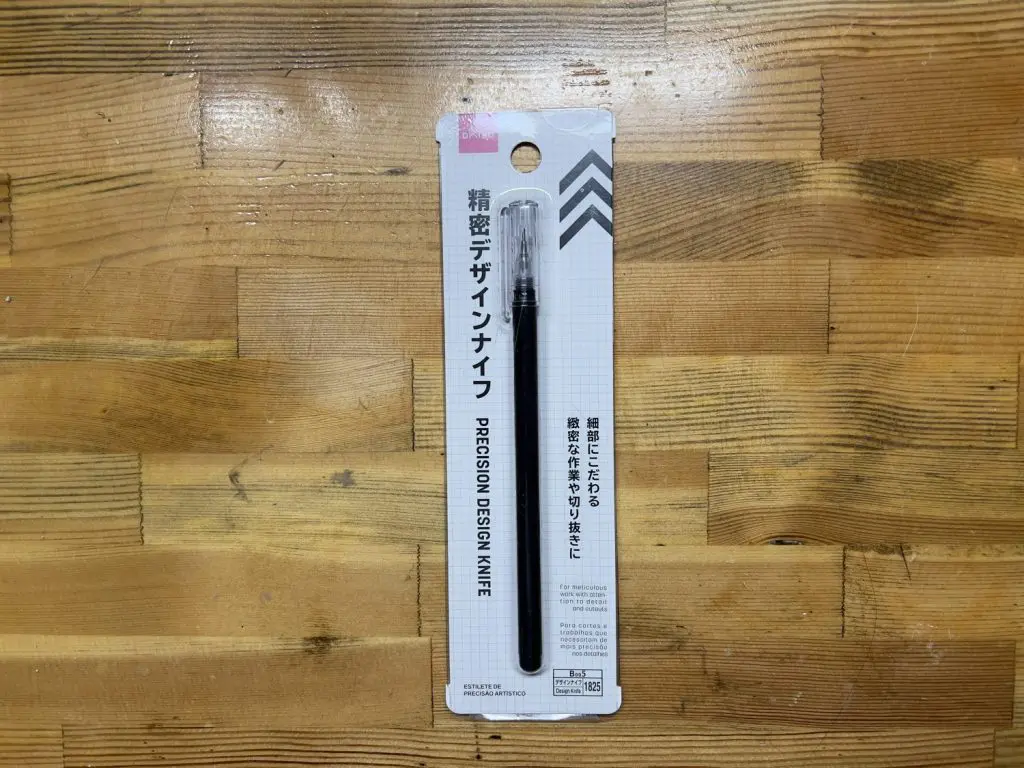 DAISO
精密デザインナイフ
PRECISION DESIGN KNIFE
細部にこだわる
緻密な作業や切り抜きに
For meticulous
work with atten-
tion to detail
and cutouts
Para cortes e
trabalhos que
necessitam de
mais precisão
nos detalhes
ESTILETE DE
PRECISÃO ARTÍSTICO
デザインナイフ
Design Knife
1825